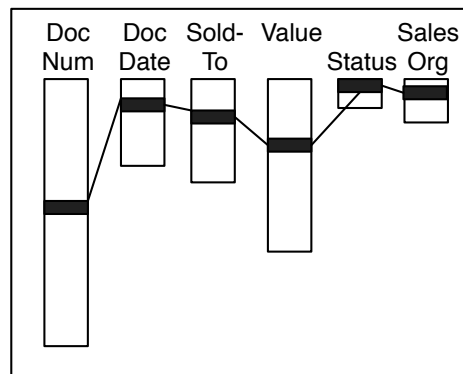 Doc Num
Doc Date
Sold-To
Value
Status
Sales Org